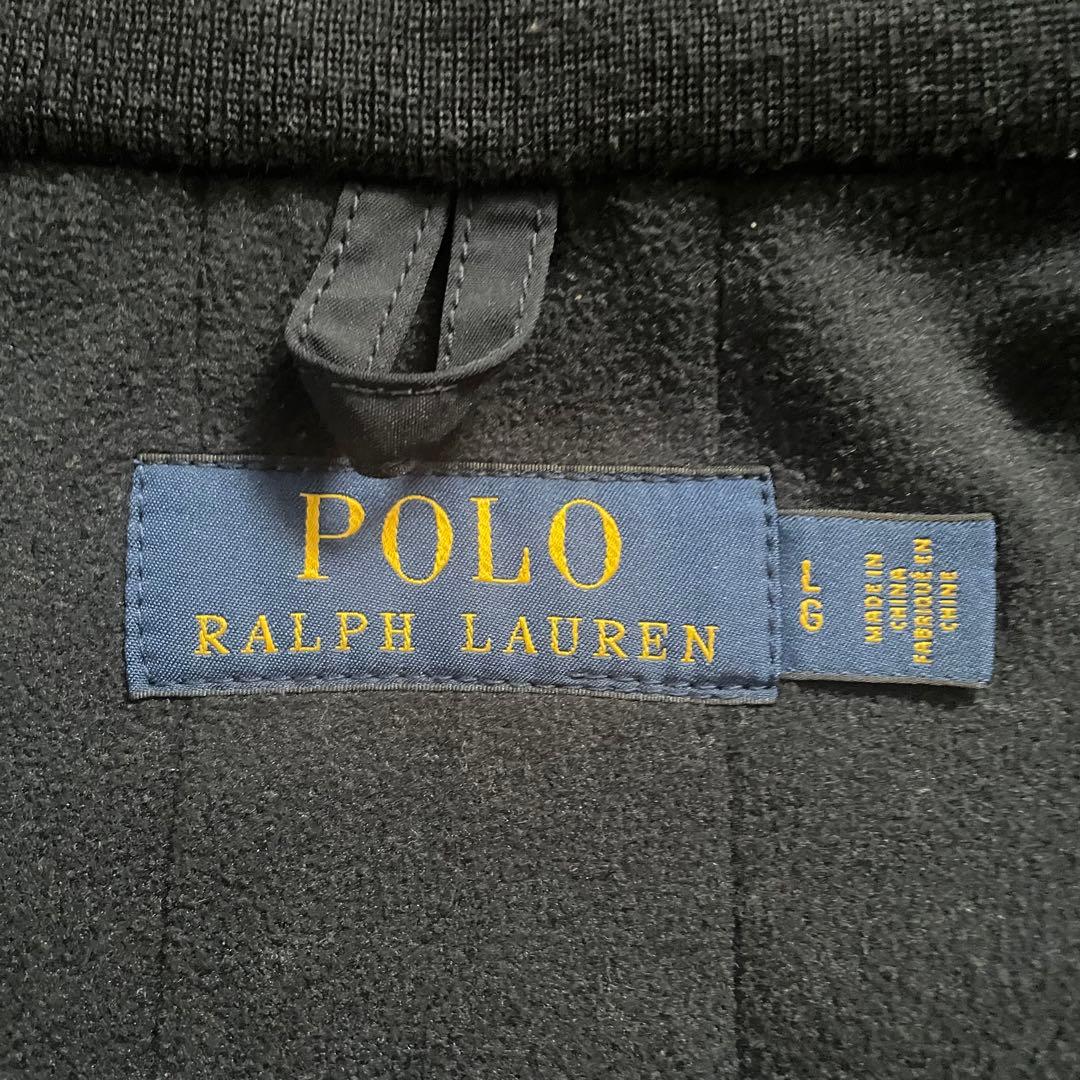 POLO
RALPH LAUREN
L
G
MADE IN
CHINA
FABRIQUÉ EN
CHINE